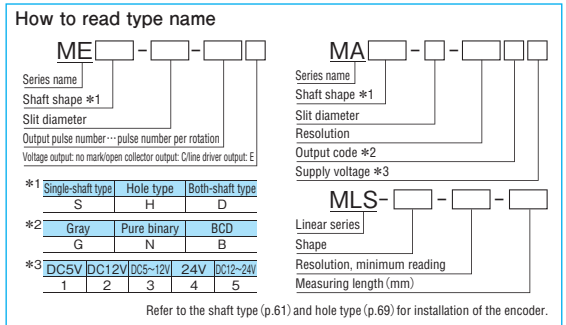 How to read type name
ME□-□-□□
Series name
Shaft shape *1
Slit diameter
Output pulse number…pulse number per rotation
Voltage output: no mark/open collector output: C/line driver output: E
*1 Single-shaft type Hole type Both-shaft type
S H D
*2 Gray Pure binary BCD
G N B
*3 DC5V DC12V DC5~12V 24V DC12~24V
1 2 3 4 5
MA□-□-□□□
Series name
Shaft shape *1
Slit diameter
Resolution
Output code *2
Supply voltage *3
MLS-□-□-□
Linear series
Shape
Resolution, minimum reading
Measuring length (mm)
Refer to the shaft type (p.61) and hole type (p.69) for installation of the encoder.